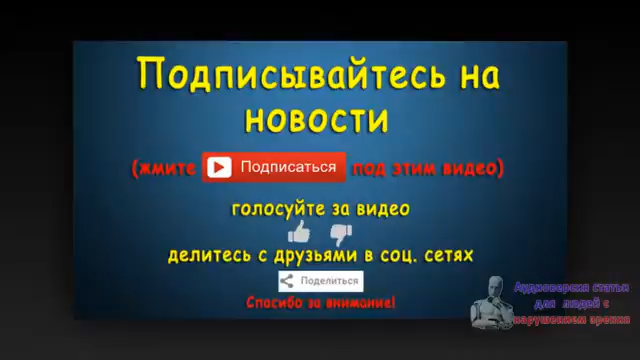 Подписывайтесь на
новости
(жмите Подписаться под этим видео)
голосуйте за видео
делитесь с друзьями в соц. сетях
Поделиться
Спасибо за внимание!
Аудиоверсия статьи
для людей с
нарушением зрения